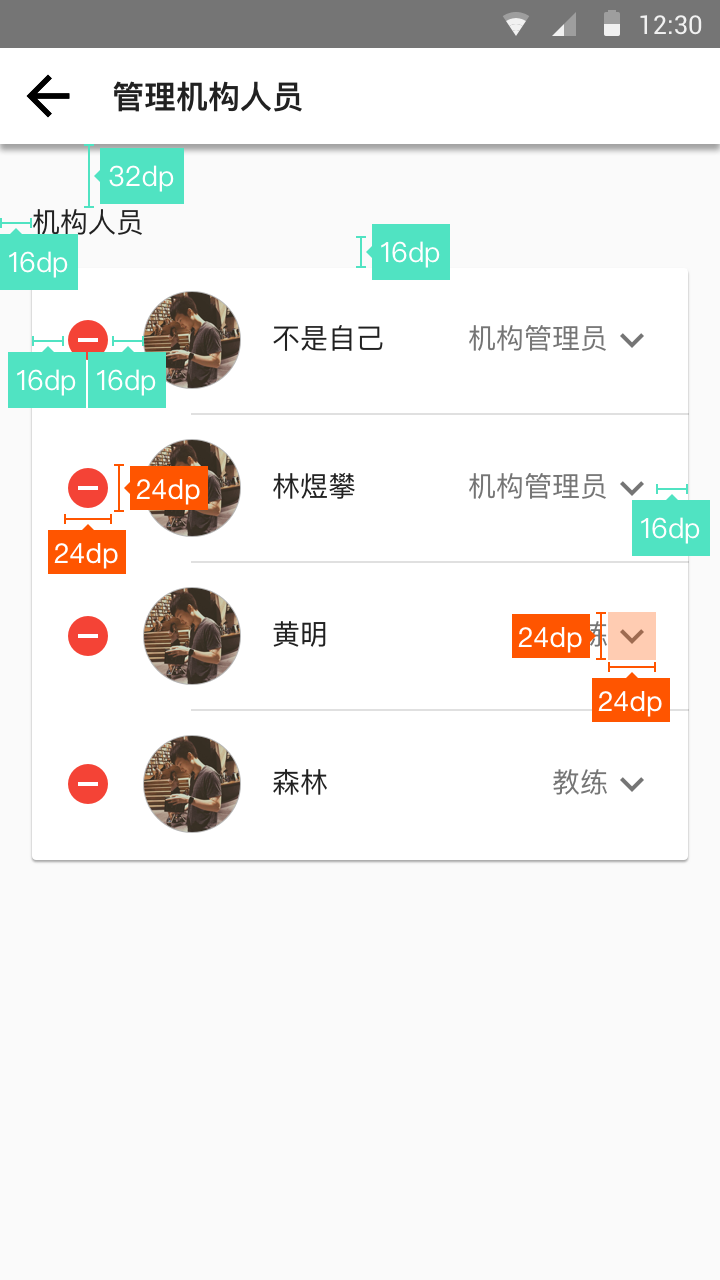 12:30
管理机构人员
32dp
机构人员
16dp
16dp
不是自己
机构管理员
16dp
16dp
林煜攀
机构管理员
24dp
16dp
24dp
黄明
24dp
练
24dp
森林
教练